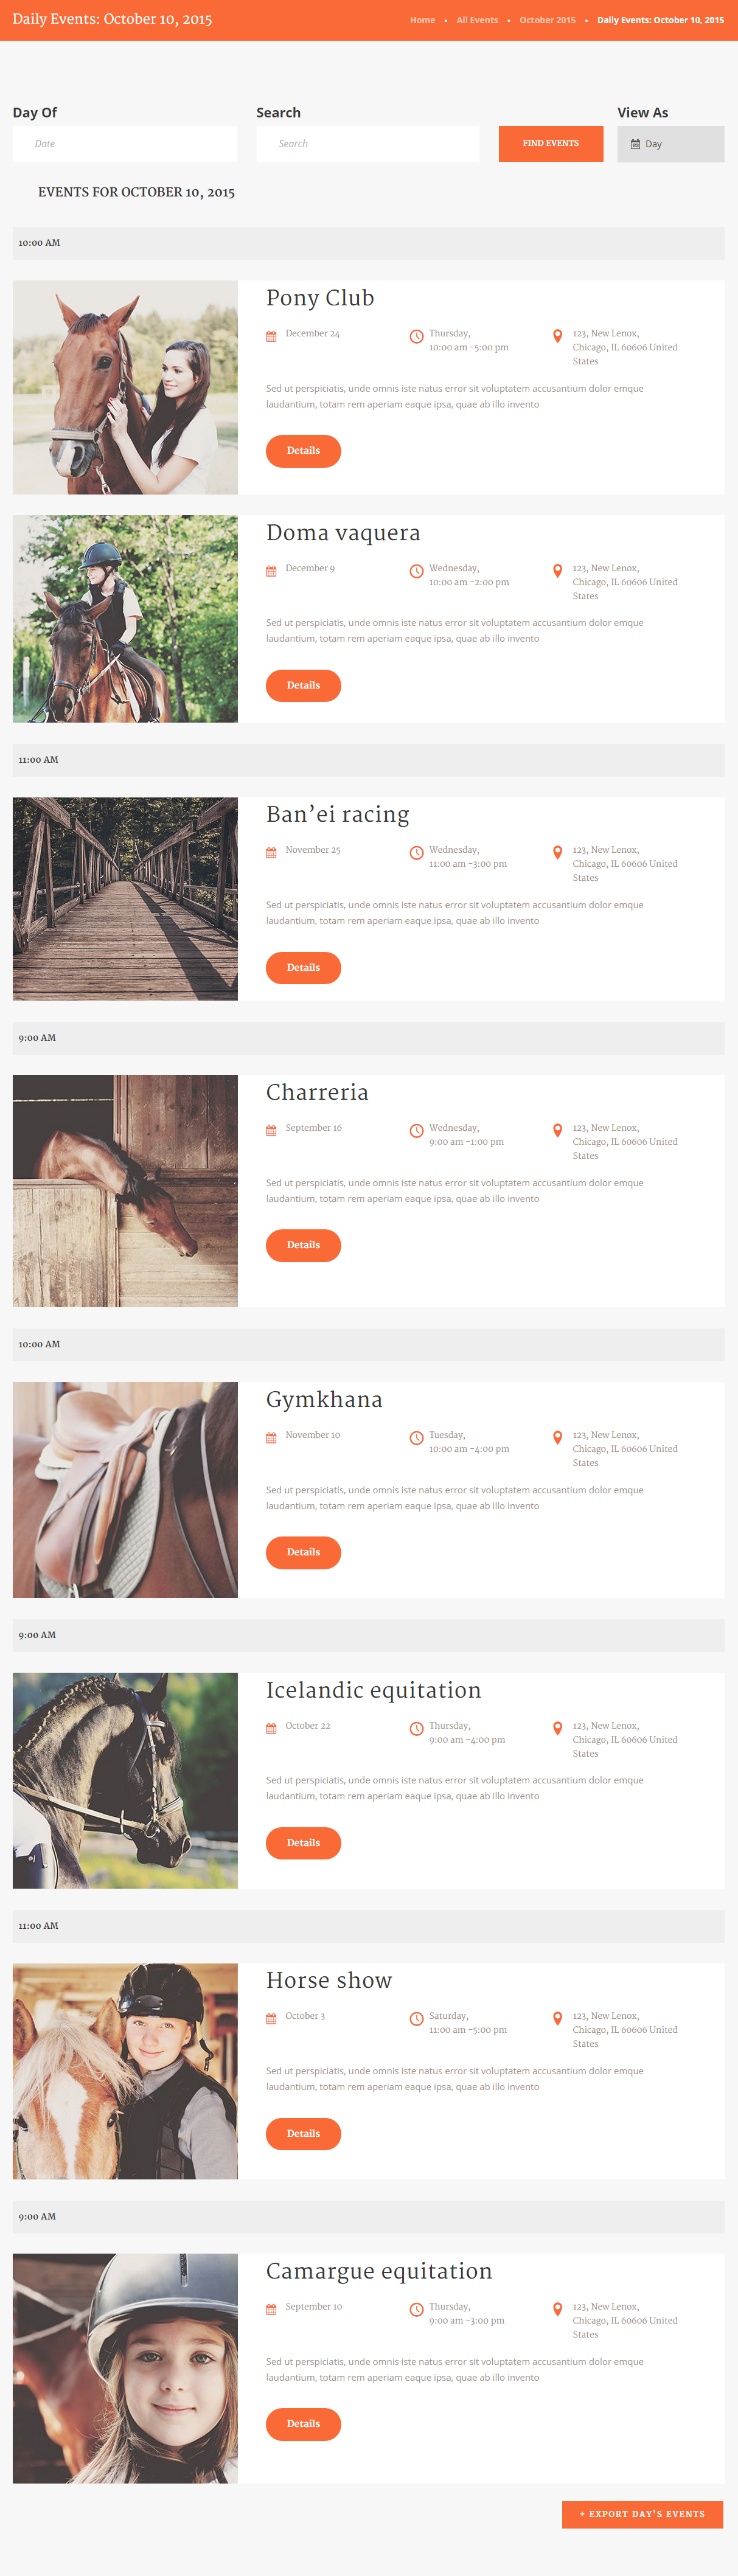 Daily Events: October 10, 2015
Home • All Events • October 2015 • Daily Events: October 10, 2015
Day Of
Search
View As
Date
Search
FIND EVENTS
Day
EVENTS FOR OCTOBER 10, 2015
10:00 AM
Pony Club
December 24
Thursday,
10:00 am -5:00 pm
123, New Lenox,
Chicago, IL 60606 United
States
Sed ut perspiciatis, unde omnis iste natus error sit voluptatem accusantium dolor emque
laudantium, totam rem aperiam eaque ipsa, quae ab illo invento
Details
Doma vaquera
December 9
Wednesday,
10:00 am -2:00 pm
123, New Lenox,
Chicago, IL 60606 United
States
Sed ut perspiciatis, unde omnis iste natus error sit voluptatem accusantium dolor emque
laudantium, totam rem aperiam eaque ipsa, quae ab illo invento
Details
11:00 AM
Ban’ei racing
November 25
Wednesday,
11:00 am -3:00 pm
123, New Lenox,
Chicago, IL 60606 United
States
Sed ut perspiciatis, unde omnis iste natus error sit voluptatem accusantium dolor emque
laudantium, totam rem aperiam eaque ipsa, quae ab illo invento
Details
9:00 AM
Charreria
September 16
Wednesday,
9:00 am -1:00 pm
123, New Lenox,
Chicago, IL 60606 United
States
Sed ut perspiciatis, unde omnis iste natus error sit voluptatem accusantium dolor emque
laudantium, totam rem aperiam eaque ipsa, quae ab illo invento
Details
10:00 AM
Gymkhana
November 10
Tuesday,
10:00 am -4:00 pm
123, New Lenox,
Chicago, IL 60606 United
States
Sed ut perspiciatis, unde omnis iste natus error sit voluptatem accusantium dolor emque
laudantium, totam rem aperiam eaque ipsa, quae ab illo invento
Details
9:00 AM
Icelandic equitation
October 22
Thursday,
9:00 am -4:00 pm
123, New Lenox,
Chicago, IL 60606 United
States
Sed ut perspiciatis, unde omnis iste natus error sit voluptatem accusantium dolor emque
laudantium, totam rem aperiam eaque ipsa, quae ab illo invento
Details
11:00 AM
Horse show
October 3
Saturday,
11:00 am -5:00 pm
123, New Lenox,
Chicago, IL 60606 United
States
Sed ut perspiciatis, unde omnis iste natus error sit voluptatem accusantium dolor emque
laudantium, totam rem aperiam eaque ipsa, quae ab illo invento
Details
9:00 AM
Camargue equitation
September 10
Thursday,
9:00 am -3:00 pm
123, New Lenox,
Chicago, IL 60606 United
States
Sed ut perspiciatis, unde omnis iste natus error sit voluptatem accusantium dolor emque
laudantium, totam rem aperiam eaque ipsa, quae ab illo invento
Details
+ EXPORT DAY'S EVENTS